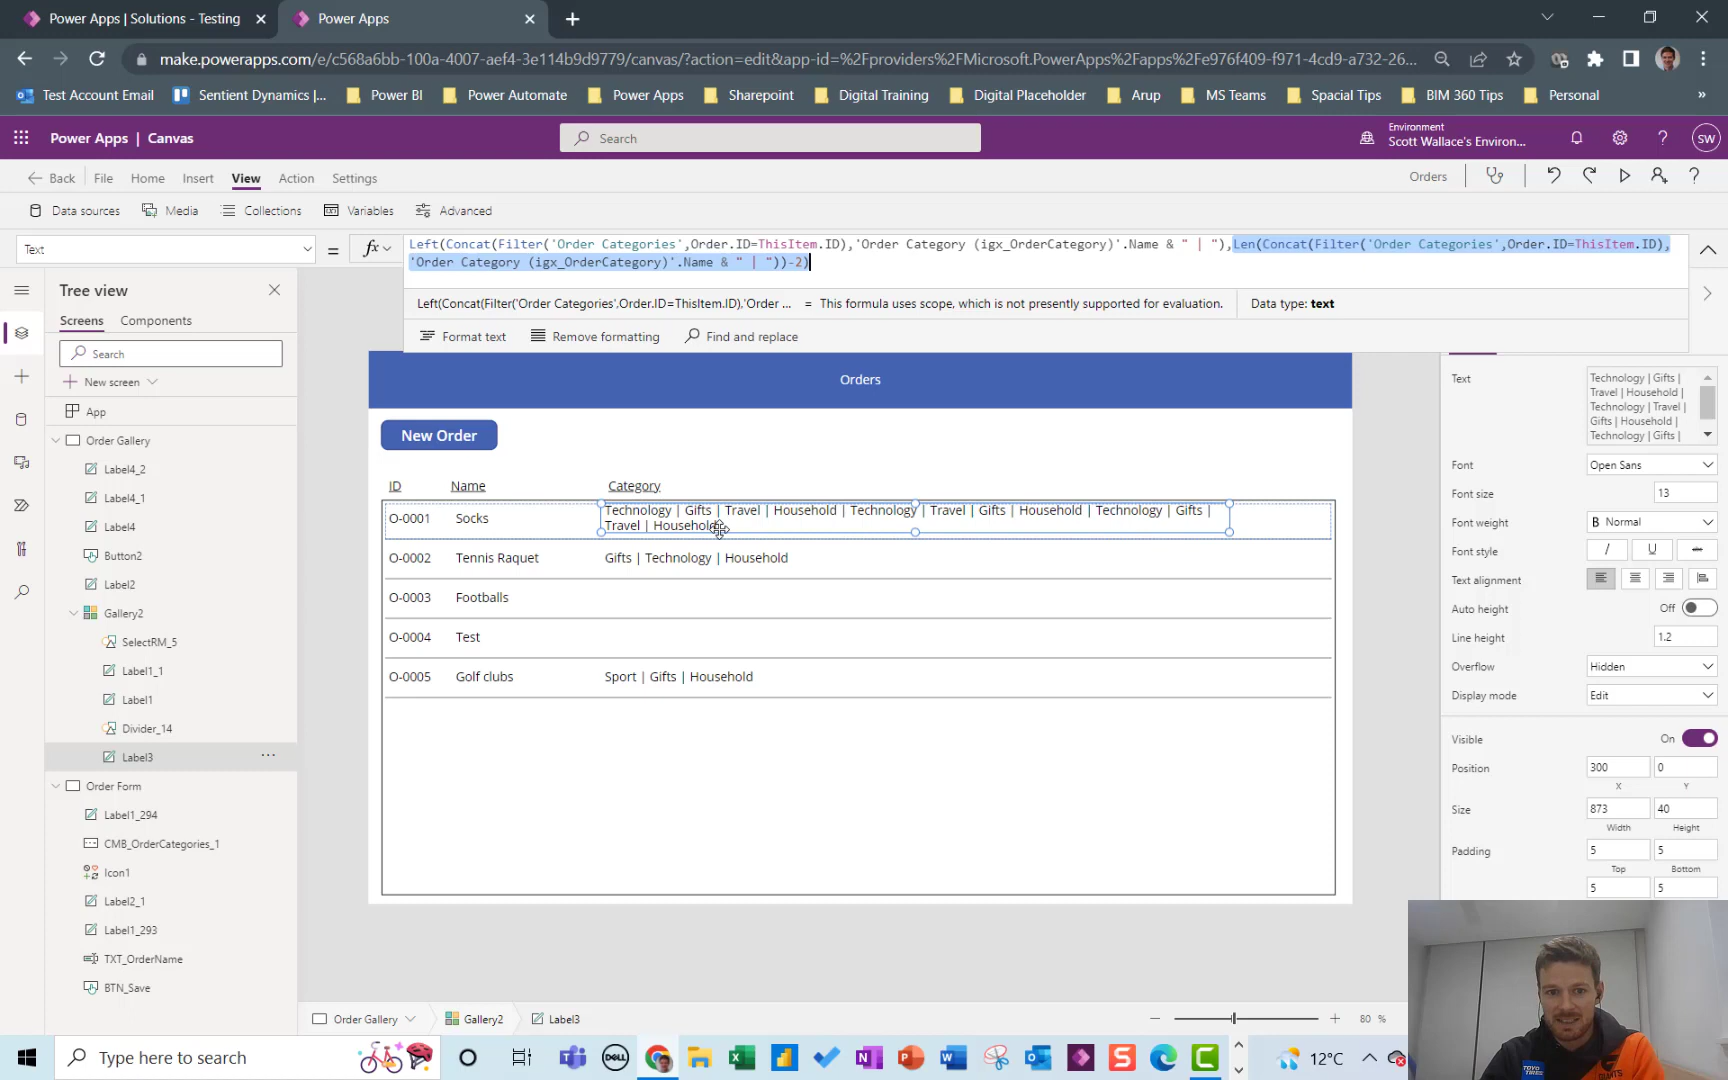 Power Apps | Solutions - Testing
Power Apps
make.powerapps.com/e/c568a6bb-100a-4007-aef4-3e114b9d9779/canvas/?action=edit&app-id=%2Fproviders%2FMicrosoft.PowerApps%2Fapps%2Fe976f409-f971-4cd9-a732-26...
Test Account Email
Sentient Dynamics |...
Power BI
Power Automate
Power Apps
Sharepoint
Digital Training
Digital Placeholder
Arup
MS Teams
Spacial Tips
BIM 360 Tips
Personal
»
Power Apps | Canvas
Search
Environment
Scott Wallace's Environ...
SW
Back
File
Home
Insert
View
Action
Settings
Orders
Data sources
Media
Collections
Variables
Advanced
Text
=
fx
Left(Concat(Filter('Order Categories',Order.ID=ThisItem.ID),'Order Category (igx_OrderCategory)'.Name & " | "),Len(Concat(Filter('Order Categories',Order.ID=ThisItem.ID),
'Order Category (igx_OrderCategory)'.Name & " | "))-2)
Left(Concat(Filter('Order Categories',Order.ID=ThisItem.ID),'Order ... = This formula uses scope, which is not presently supported for evaluation.
Data type: text
Format text
Remove formatting
Find and replace
Tree view
Screens
Components
Search
New screen
App
Order Gallery
Label4_2
Label4_1
Label4
Button2
Label2
Gallery2
SelectRM_5
Label1_1
Label1
Divider_14
Label3
...
Order Form
Label1_294
CMB_OrderCategories_1
Icon1
Label2_1
Label1_293
TXT_OrderName
BTN_Save
Orders
New Order
ID
Name
Category
O-0001
Socks
Technology | Gifts | Travel | Household | Technology | Travel | Gifts | Household | Technology | Gifts |
Travel | Household
O-0002
Tennis Raquet
Gifts | Technology | Household
O-0003
Footballs
O-0004
Test
O-0005
Golf clubs
Sport | Gifts | Household
Text
Technology | Gifts |
Travel | Household |
Technology | Travel |
Gifts | Household |
Technology | Gifts |
Font
Open Sans
Font size
13
Font weight
B Normal
Font style
Text alignment
Auto height
Off
Line height
1.2
Overflow
Hidden
Display mode
Edit
Visible
On
Position
300
0
X
Y
Size
873
40
Width
Height
Padding
5
5
Top
Bottom
5
5
Order Gallery
Gallery2
Label3
80 %
Type here to search
DELL
12°C